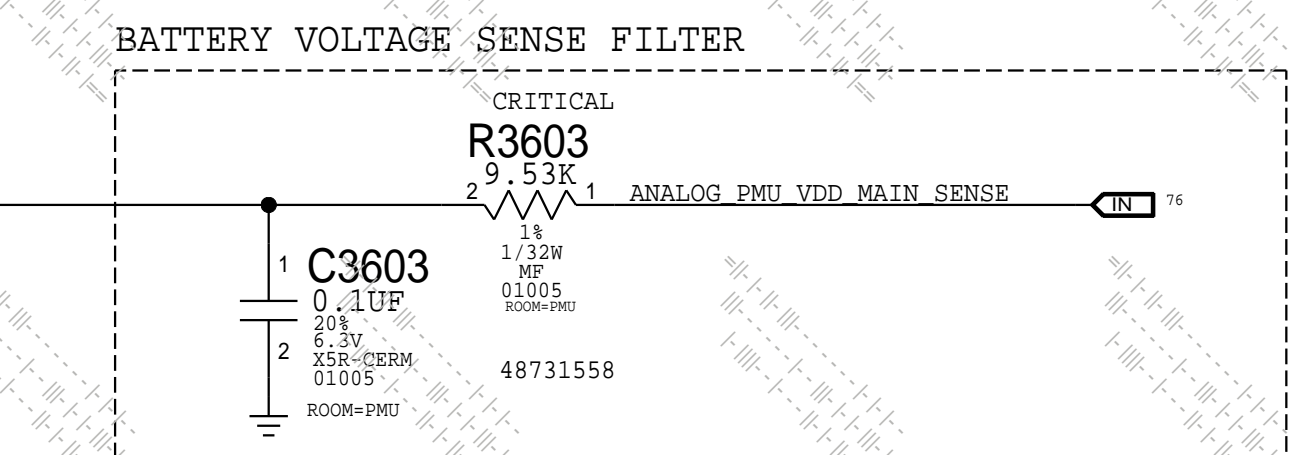 BATTERY VOLTAGE SENSE FILTER
CRITICAL
R3603
9.53K
2
1
ANALOG_PMU_VDD_MAIN_SENSE
IN
76
1%
1/32W
MF
01005
ROOM=PMU
1
C3603
0.1UF
20%
6.3V
2
X5R-CERM
01005
48731558
ROOM=PMU